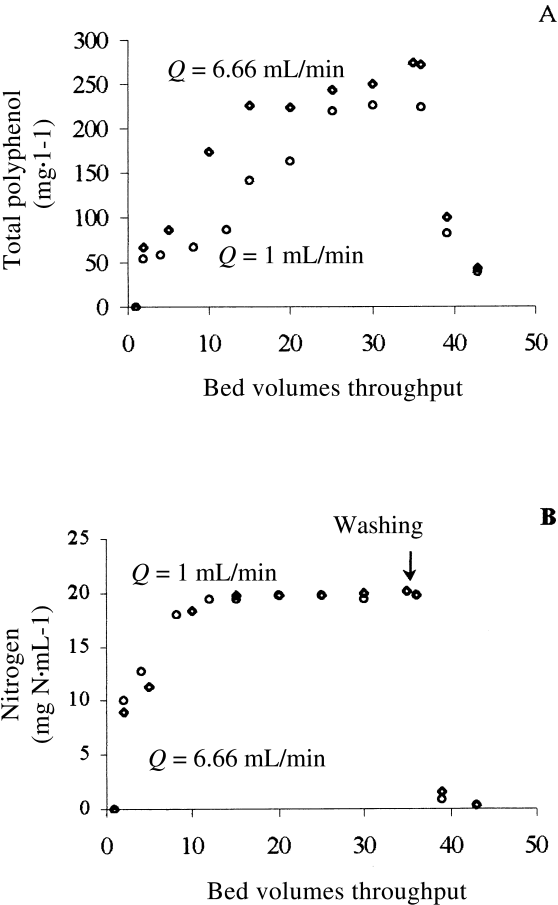 A
300
250
200
150
100
50
0
Total polyphenol
(mg·1-1)
Q = 6.66 mL/min
Q = 1 mL/min
0 10 20 30 40 50
Bed volumes throughput
B
Washing
25
20
15
10
5
0
Nitrogen
(mg N·mL-1)
Q = 1 mL/min
Q = 6.66 mL/min
0 10 20 30 40 50
Bed volumes throughput